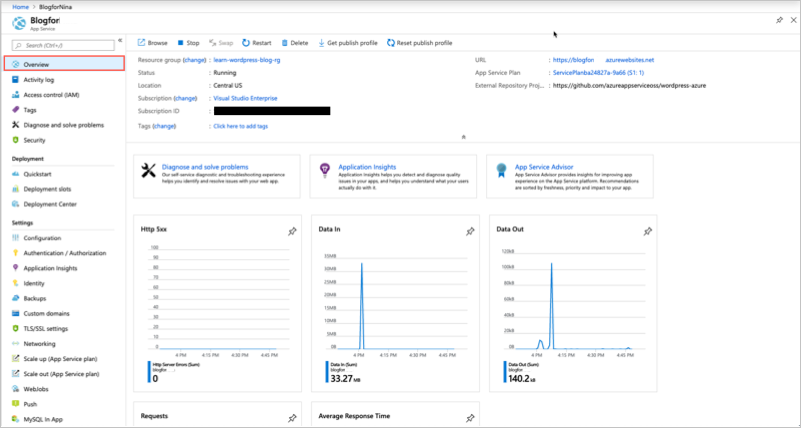 Home > BlogforNina
Blogfor
App Service
Search (Ctrl+/)
Overview
Activity log
Access control (IAM)
Tags
Diagnose and solve problems
Security
Deployment
Quickstart
Deployment slots
Deployment Center
Settings
Configuration
Authentication / Authorization
Application Insights
Identity
Backups
Custom domains
TLS/SSL settings
Networking
Scale up (App Service plan)
Scale out (App Service plan)
WebJobs
Push
MySQL In App
Browse Stop Swap Restart Delete Get publish profile Reset publish profile
Resource group (change) : learn-wordpress-blog-rg
Status : Running
Location : Central US
Subscription (change) : Visual Studio Enterprise
Subscription ID :
Tags (change) : Click here to add tags
URL : https://blogfon azurewebsites.net
App Service Plan : ServicePlanba24827a-9a66 (S1: 1)
External Repository Proj... : https://github.com/azureappserviceoss/wordpress-azure
Diagnose and solve problems
Our self-service diagnostic and troubleshooting experience
helps you identify and resolve issues with your web app.
Application Insights
Application Insights helps you detect and diagnose quality
issues in your apps, and helps you understand what your users
actually do with it.
App Service Advisor
App Service Advisor provides insights for improving app
experience on the App Service platform. Recommendations
are sorted by freshness, priority and impact to your app.
Http 5xx
100
90
80
70
60
50
40
30
20
10
0
4 PM 4:15 PM 4:30 PM 4:45 PM
Http Server Errors (Sum)
blogfor
0
Data In
35MB
30MB
25MB
20MB
15MB
10MB
5MB
0B
4 PM 4:15 PM 4:30 PM 4:45 PM
Data In (Sum)
blogfor
33.27 MB
Data Out
120kB
100kB
80kB
60kB
40kB
20kB
0B
4 PM 4:15 PM 4:30 PM 4:45 PM
Data Out (Sum)
blogfor
140.2 kB
Requests
Average Response Time